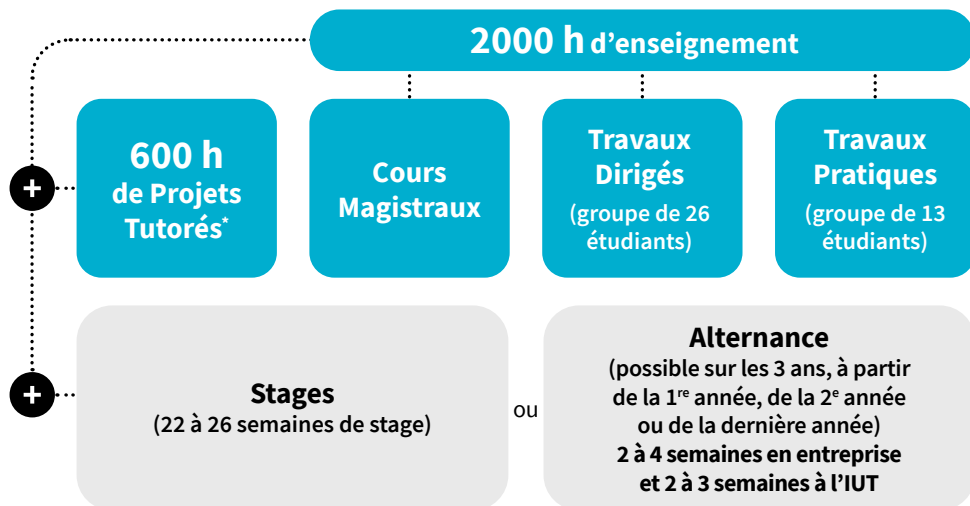 2000 h d’enseignement
600 h
de Projets
Tutorés*
Cours
Magistraux
Travaux
Dirigés
(groupe de 26
étudiants)
Travaux
Pratiques
(groupe de 13
étudiants)
+
+
Stages
(22 à 26 semaines de stage)
ou
Alternance
(possible sur les 3 ans, à partir
de la 1re année, de la 2e année
ou de la dernière année)
2 à 4 semaines en entreprise
et 2 à 3 semaines à l’IUT